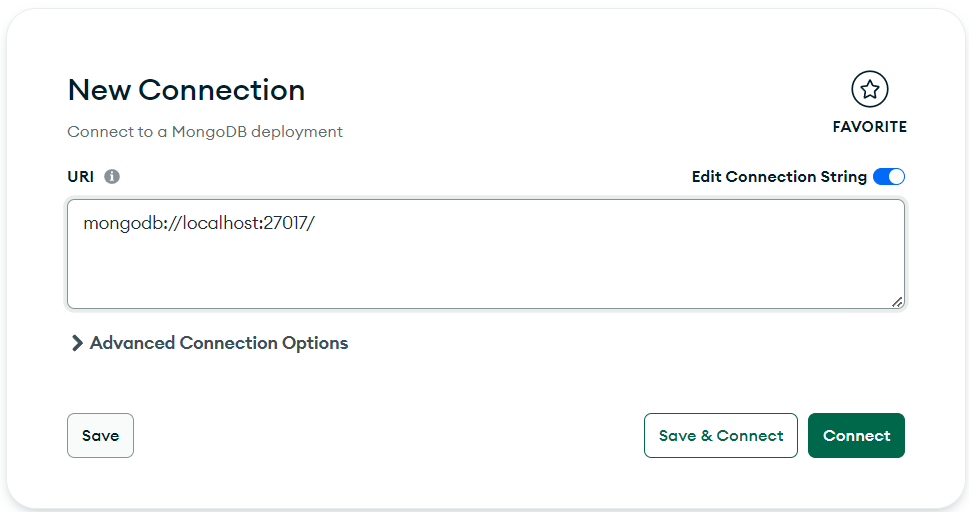 New Connection
FAVORITE
Connect to a MongoDB deployment
URI
Edit Connection String
mongodb://localhost:27017/
Advanced Connection Options
Save
Save & Connect
Connect